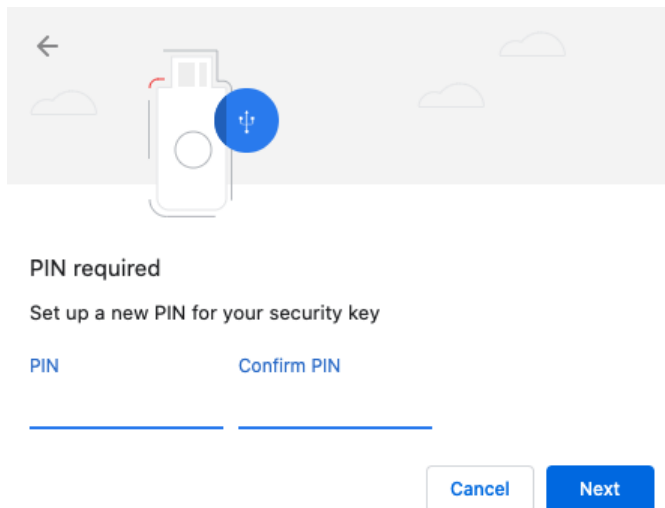 PIN required
Set up a new PIN for your security key
PIN Confirm PIN
Cancel Next